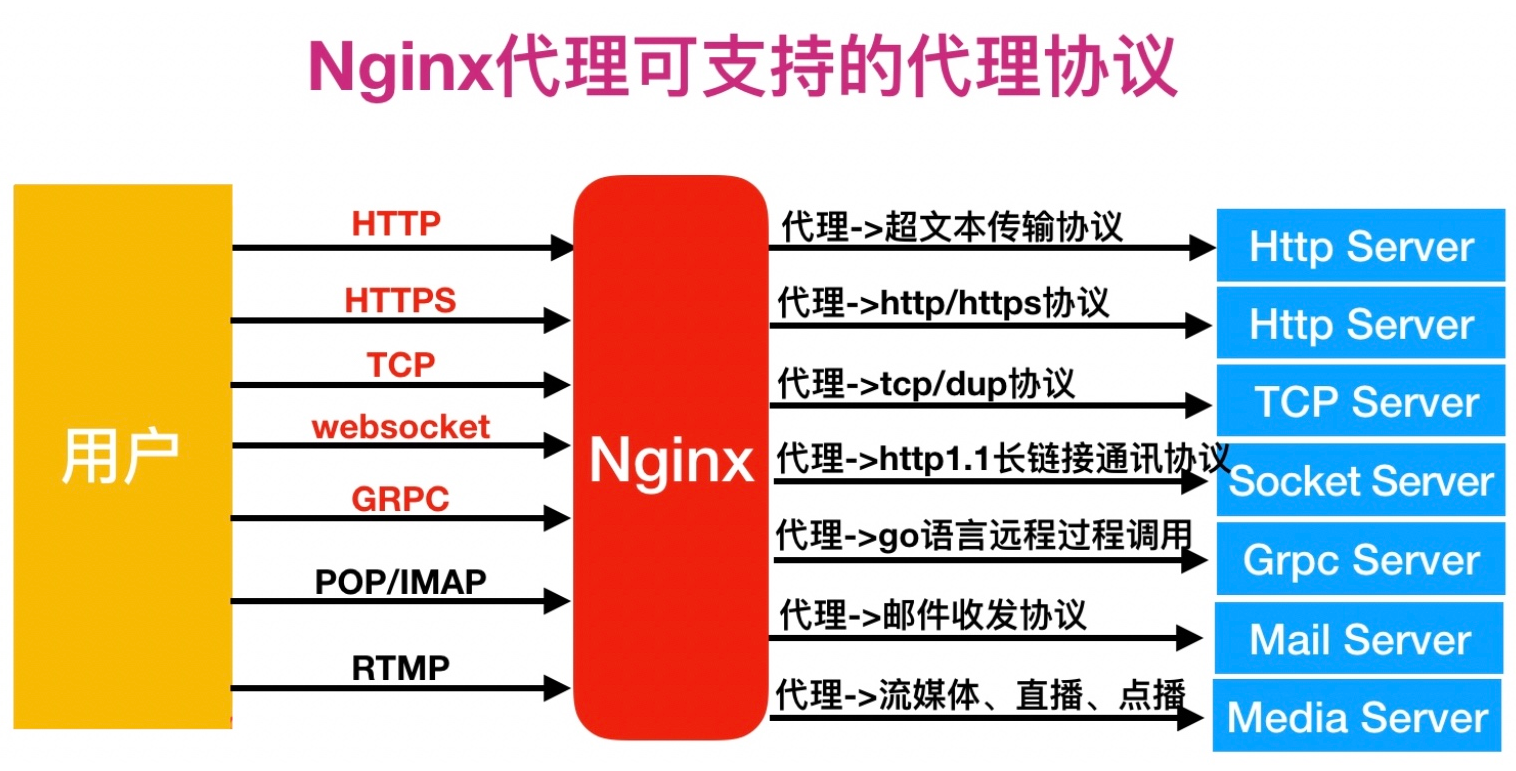 Nginx代理可支持的代理协议
用户
HTTP
HTTPS
TCP
websocket
GRPC
POP/IMAP
RTMP
Nginx
代理->超文本传输协议
代理->http/https协议
代理->tcp/dup协议
代理->http1.1长链接通讯协议
代理->go语言远程过程调用
代理->邮件收发协议
代理->流媒体、直播、点播
Http Server
Http Server
TCP Server
Socket Server
Grpc Server
Mail Server
Media Server